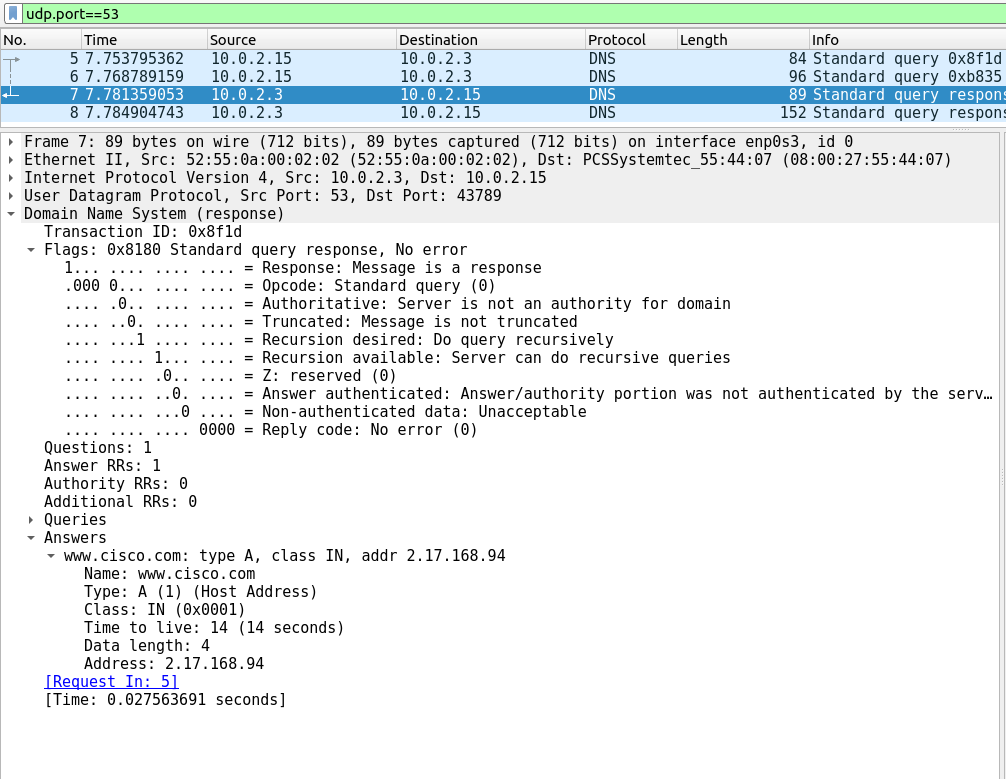 udp.port==53
No. Time Source Destination Protocol Length Info
5 7.753795362 10.0.2.15 10.0.2.3 DNS 84 Standard query 0x8f1d
6 7.768789159 10.0.2.15 10.0.2.3 DNS 96 Standard query 0xb835
7 7.781359053 10.0.2.3 10.0.2.15 DNS 89 Standard query respons
8 7.784904743 10.0.2.3 10.0.2.15 DNS 152 Standard query respons
Frame 7: 89 bytes on wire (712 bits), 89 bytes captured (712 bits) on interface enp0s3, id 0
Ethernet II, Src: 52:55:0a:00:02:02 (52:55:0a:00:02:02), Dst: PCSSystemtec_55:44:07 (08:00:27:55:44:07)
Internet Protocol Version 4, Src: 10.0.2.3, Dst: 10.0.2.15
User Datagram Protocol, Src Port: 53, Dst Port: 43789
Domain Name System (response)
Transaction ID: 0x8f1d
Flags: 0x8180 Standard query response, No error
1... .... .... .... = Response: Message is a response
.000 0... .... .... = Opcode: Standard query (0)
.... .0.. .... .... = Authoritative: Server is not an authority for domain
.... ..0. .... .... = Truncated: Message is not truncated
.... ...1 .... .... = Recursion desired: Do query recursively
.... .... 1... .... = Recursion available: Server can do recursive queries
.... .... .0.. .... = Z: reserved (0)
.... .... ..0. .... = Answer authenticated: Answer/authority portion was not authenticated by the serv…
.... .... ...0 .... = Non-authenticated data: Unacceptable
.... .... .... 0000 = Reply code: No error (0)
Questions: 1
Answer RRs: 1
Authority RRs: 0
Additional RRs: 0
Queries
Answers
www.cisco.com: type A, class IN, addr 2.17.168.94
Name: www.cisco.com
Type: A (1) (Host Address)
Class: IN (0x0001)
Time to live: 14 (14 seconds)
Data length: 4
Address: 2.17.168.94
[Request In: 5]
[Time: 0.027563691 seconds]